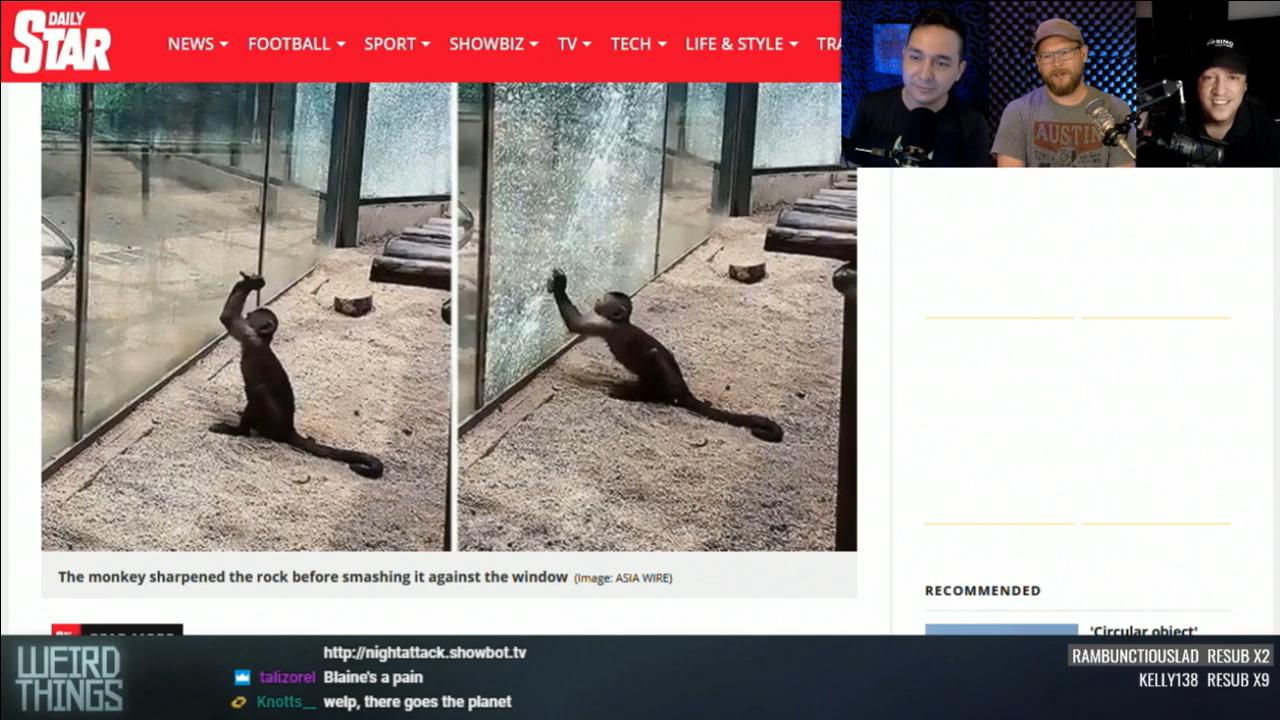 DAILY
STAR
NEWS FOOTBALL SPORT SHOWBIZ TV TECH LIFE & STYLE TRA
AUSTIN
The monkey sharpened the rock before smashing it against the window (Image: ASIA WIRE)
RECOMMENDED
'Circular object'
WEIRD
THINGS
http://nightattack.showbot.tv
talizorel Blaine's a pain
Knotts__ welp, there goes the planet
RAMBUNCTIOUSLAD RESUB X2
KELLY138 RESUB X9